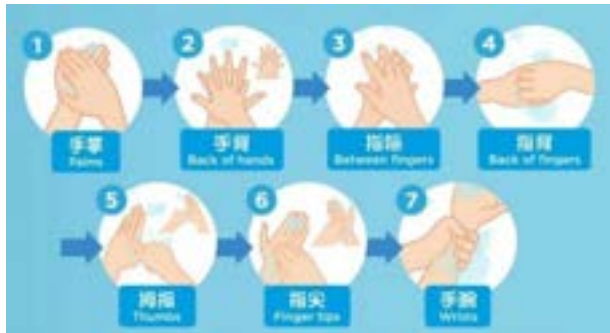 1
手掌
Palms
2
手背
Back of hands
3
指隙
Between fingers
4
指背
Back of fingers
5
拇指
Thumbs
6
指尖
Finger tips
7
手腕
Wrists